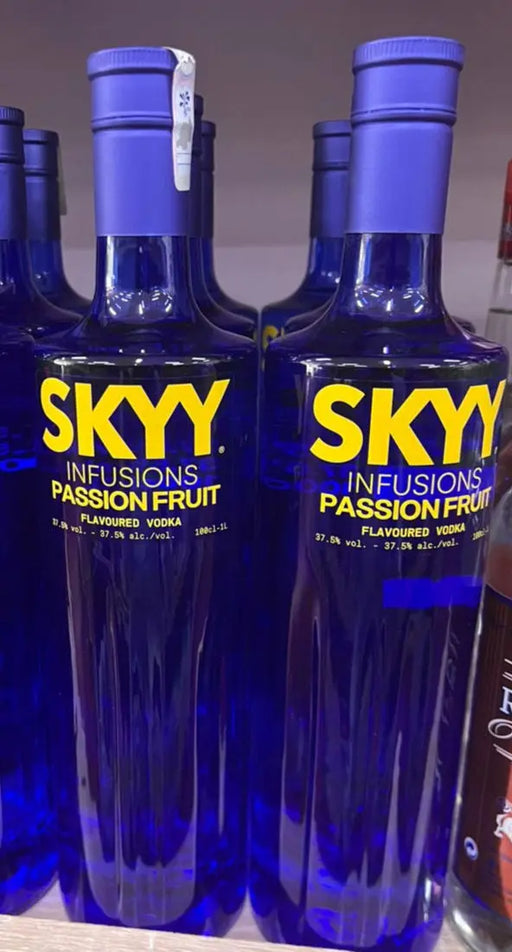 SKYY
INFUSIONS
PASSION FRUIT
FLAVOURED VODKA
37.5% vol. - 37.5% alc./vol. 100cl-1L
SKYY
INFUSIONS
PASSION FRUIT
FLAVOURED VODKA
37.5% vol. - 37.5% alc./vol.
R